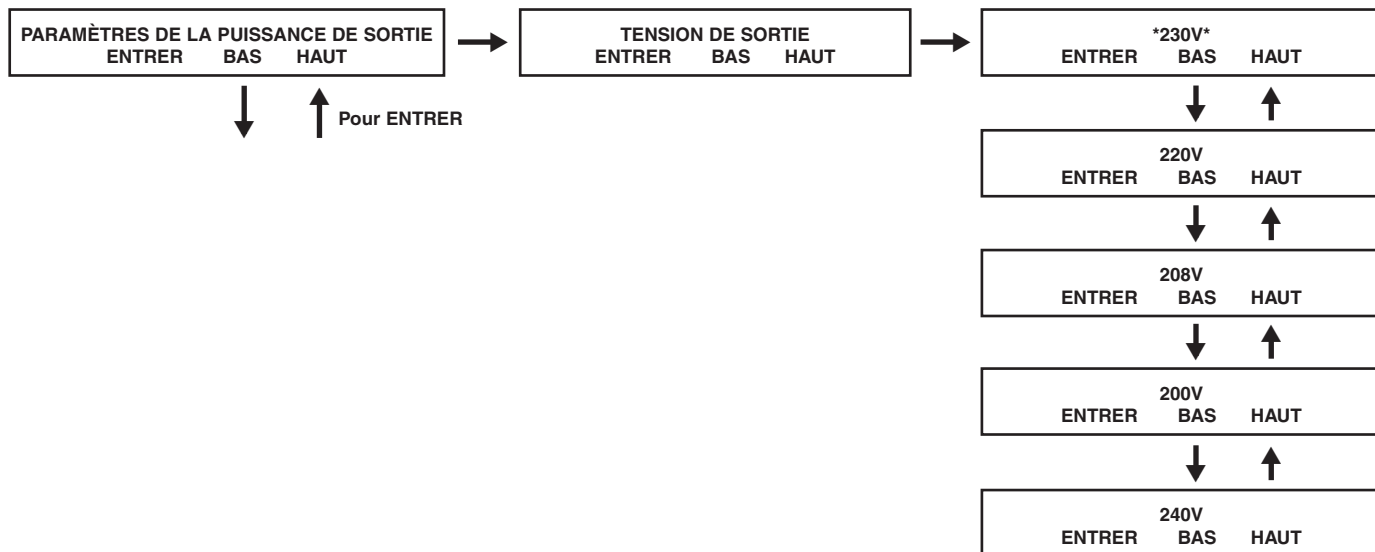 PARAMÈTRES DE LA PUISSANCE DE SORTIE
ENTRER BAS HAUT
Pour ENTRER
TENSION DE SORTIE
ENTRER BAS HAUT
*230V*
ENTRER BAS HAUT
220V
ENTRER BAS HAUT
208V
ENTRER BAS HAUT
200V
ENTRER BAS HAUT
240V
ENTRER BAS HAUT